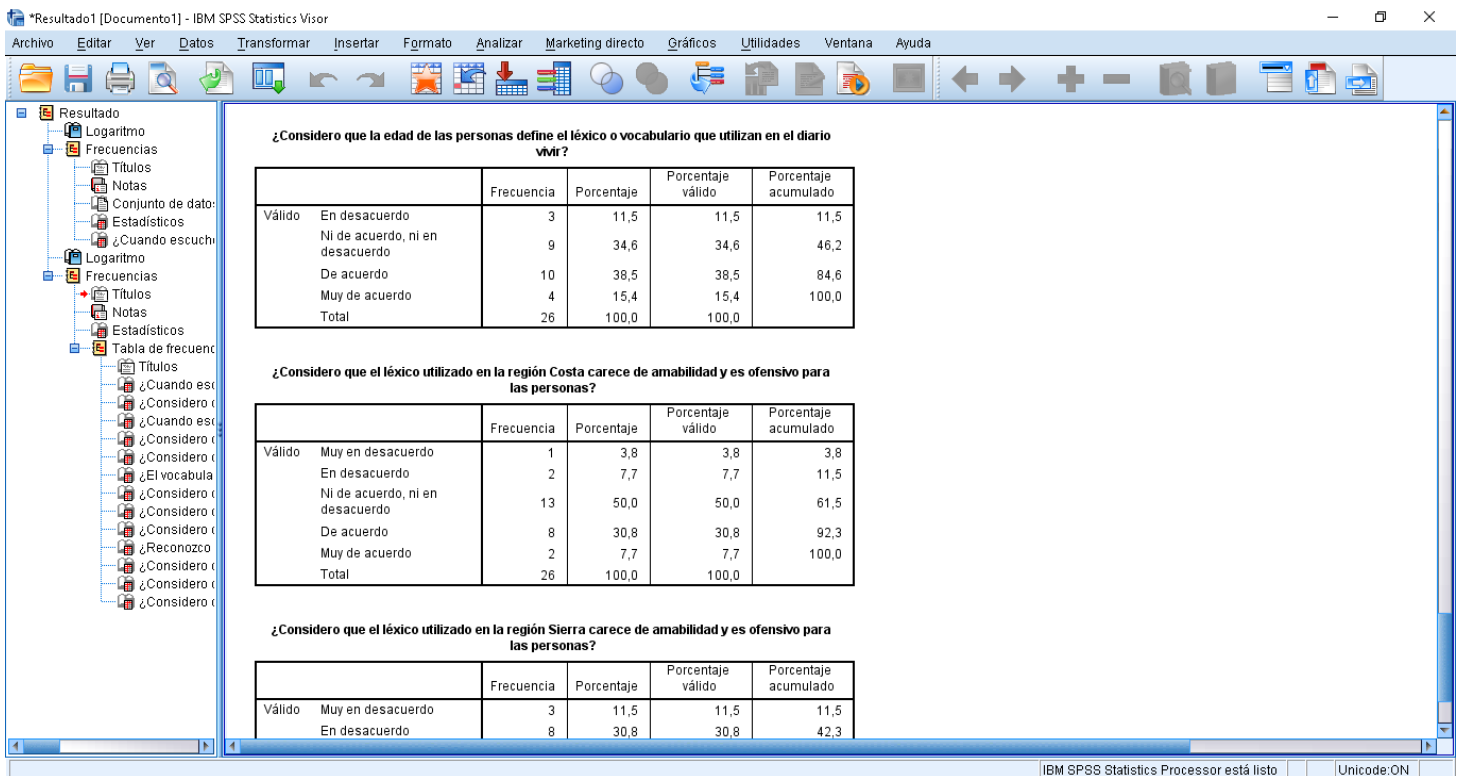 *Resultado1 [Documento1] - IBM SPSS Statistics Visor
Archivo Editar Ver Datos Transformar Insertar Formato Analizar Marketing directo Gráficos Utilidades Ventana Ayuda
Resultado
Logaritmo
Frecuencias
Títulos
Notas
Conjunto de dato
Estadísticos
¿Cuando escuch
Logaritmo
Frecuencias
Títulos
Notas
Estadísticos
Tabla de frecuenc
Títulos
¿Cuando esc
¿Considero
¿Cuando esc
¿Considero
¿Considero
¿El vocabula
¿Considero
¿Considero
¿Considero
¿Reconozco
¿Considero
¿Considero
¿Considero
¿Considero que la edad de las personas define el léxico o vocabulario que utilizan en el diario
vivir?
Frecuencia Porcentaje Porcentaje válido Porcentaje acumulado
Válido En desacuerdo 3 11,5 11,5 11,5
Ni de acuerdo, ni en desacuerdo 9 34,6 34,6 46,2
De acuerdo 10 38,5 38,5 84,6
Muy de acuerdo 4 15,4 15,4 100,0
Total 26 100,0 100,0
¿Considero que el léxico utilizado en la región Costa carece de amabilidad y es ofensivo para
las personas?
Frecuencia Porcentaje Porcentaje válido Porcentaje acumulado
Válido Muy en desacuerdo 1 3,8 3,8 3,8
En desacuerdo 2 7,7 7,7 11,5
Ni de acuerdo, ni en desacuerdo 13 50,0 50,0 61,5
De acuerdo 8 30,8 30,8 92,3
Muy de acuerdo 2 7,7 7,7 100,0
Total 26 100,0 100,0
¿Considero que el léxico utilizado en la región Sierra carece de amabilidad y es ofensivo para
las personas?
Frecuencia Porcentaje Porcentaje válido Porcentaje acumulado
Válido Muy en desacuerdo 3 11,5 11,5 11,5
En desacuerdo 8 30,8 30,8 42,3
IBM SPSS Statistics Processor está listo Unicode:ON